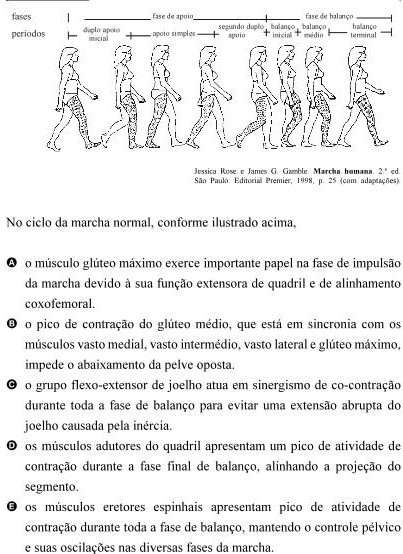 fases
fase de apoio
fase de balanço
períodos
duplo apoio
inicial
apoio simples
segundo duplo
apoio
balanço
inicial
balanço
médio
balanço
terminal
Jessica Rose e James G. Gamble. Marcha humana. 2.ª ed.
São Paulo: Editorial Premier, 1998, p. 25 (com adaptações).
No ciclo da marcha normal, conforme ilustrado acima,
A o músculo glúteo máximo exerce importante papel na fase de impulsão
da marcha devido à sua função extensora de quadril e de alinhamento
coxofemoral.
B o pico de contração do glúteo médio, que está em sincronia com os
músculos vasto medial, vasto intermédio, vasto lateral e glúteo máximo,
impede o abaixamento da pelve oposta.
C o grupo flexo-extensor de joelho atua em sinergismo de co-contração
durante toda a fase de balanço para evitar uma extensão abrupta do
joelho causada pela inércia.
D os músculos adutores do quadril apresentam um pico de atividade de
contração durante a fase final de balanço, alinhando a projeção do
segmento.
E os músculos eretores espinhais apresentam pico de atividade de
contração durante toda a fase de balanço, mantendo o controle pélvico
e suas oscilações nas diversas fases da marcha.